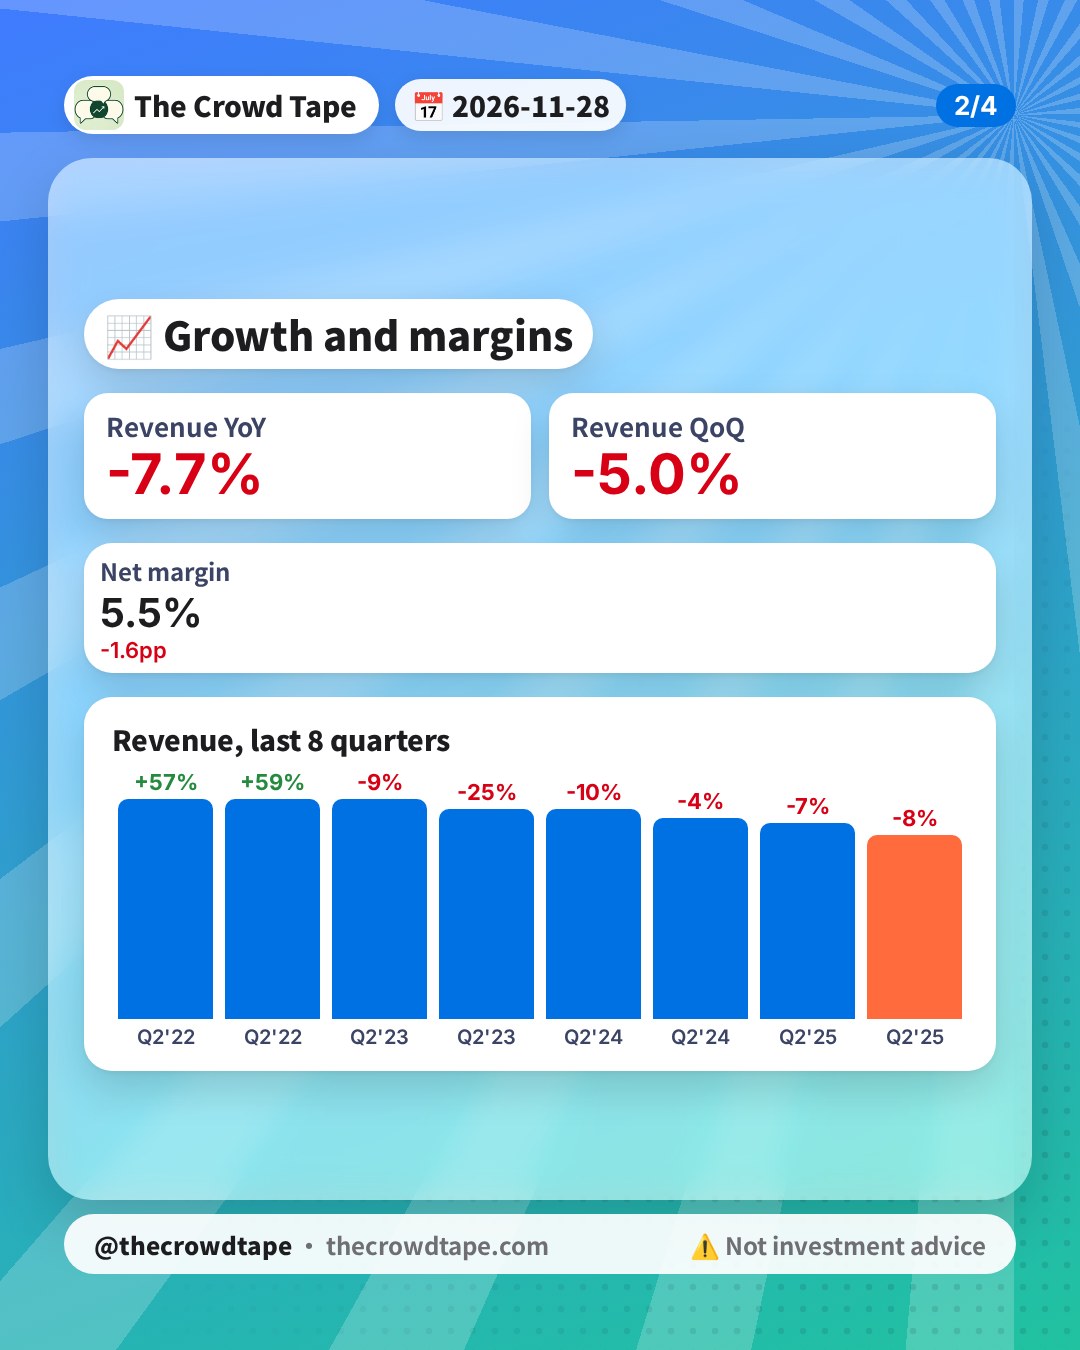 The Crowd Tape
📅 2026-11-28
2/4
📈 Growth and margins
Revenue YoY
-7.7%
Revenue QoQ
-5.0%
Net margin
5.5%
-1.6pp
Revenue, last 8 quarters
+57% +59% -9% -25% -10% -4% -7% -8%
Q2'22 Q2'22 Q2'23 Q2'23 Q2'24 Q2'24 Q2'25 Q2'25
@thecrowdtape • thecrowdtape.com
⚠️ Not investment advice